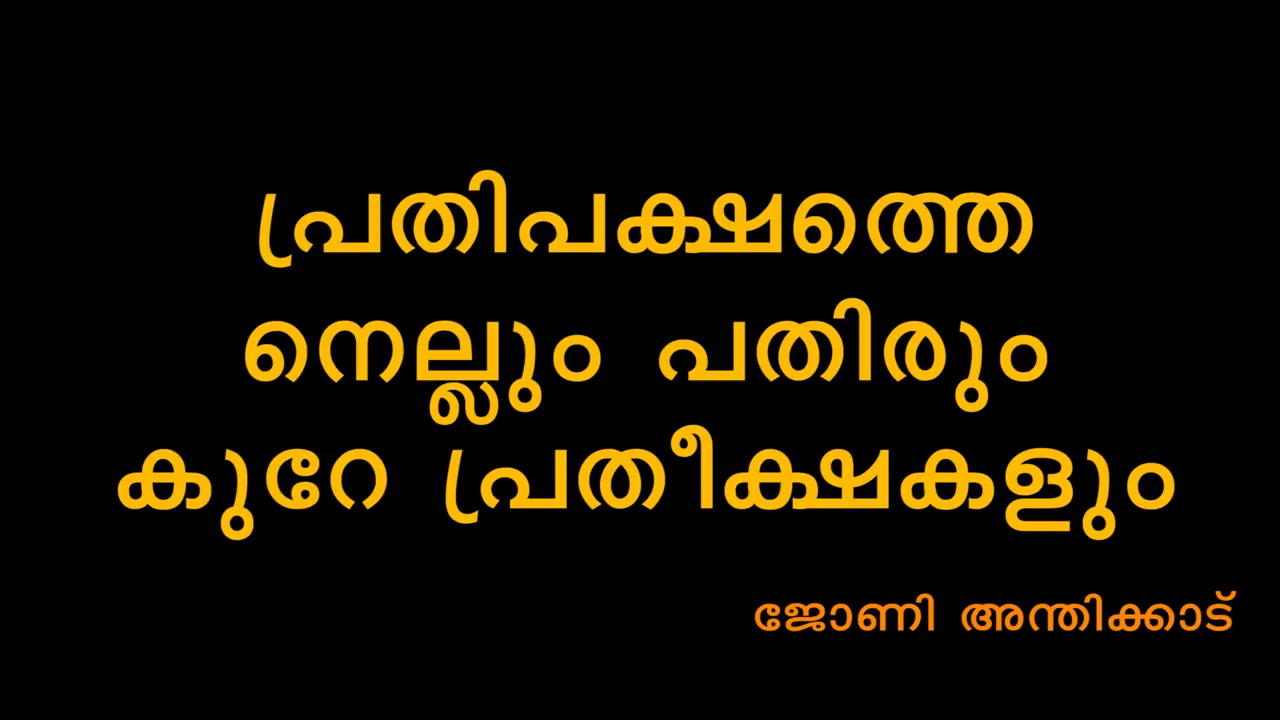 പ്രതിപക്ഷത്തെ
നെല്ലും പതിരും
കുറേ പ്രതീക്ഷകളും
ജോണി അന്തിക്കാട്